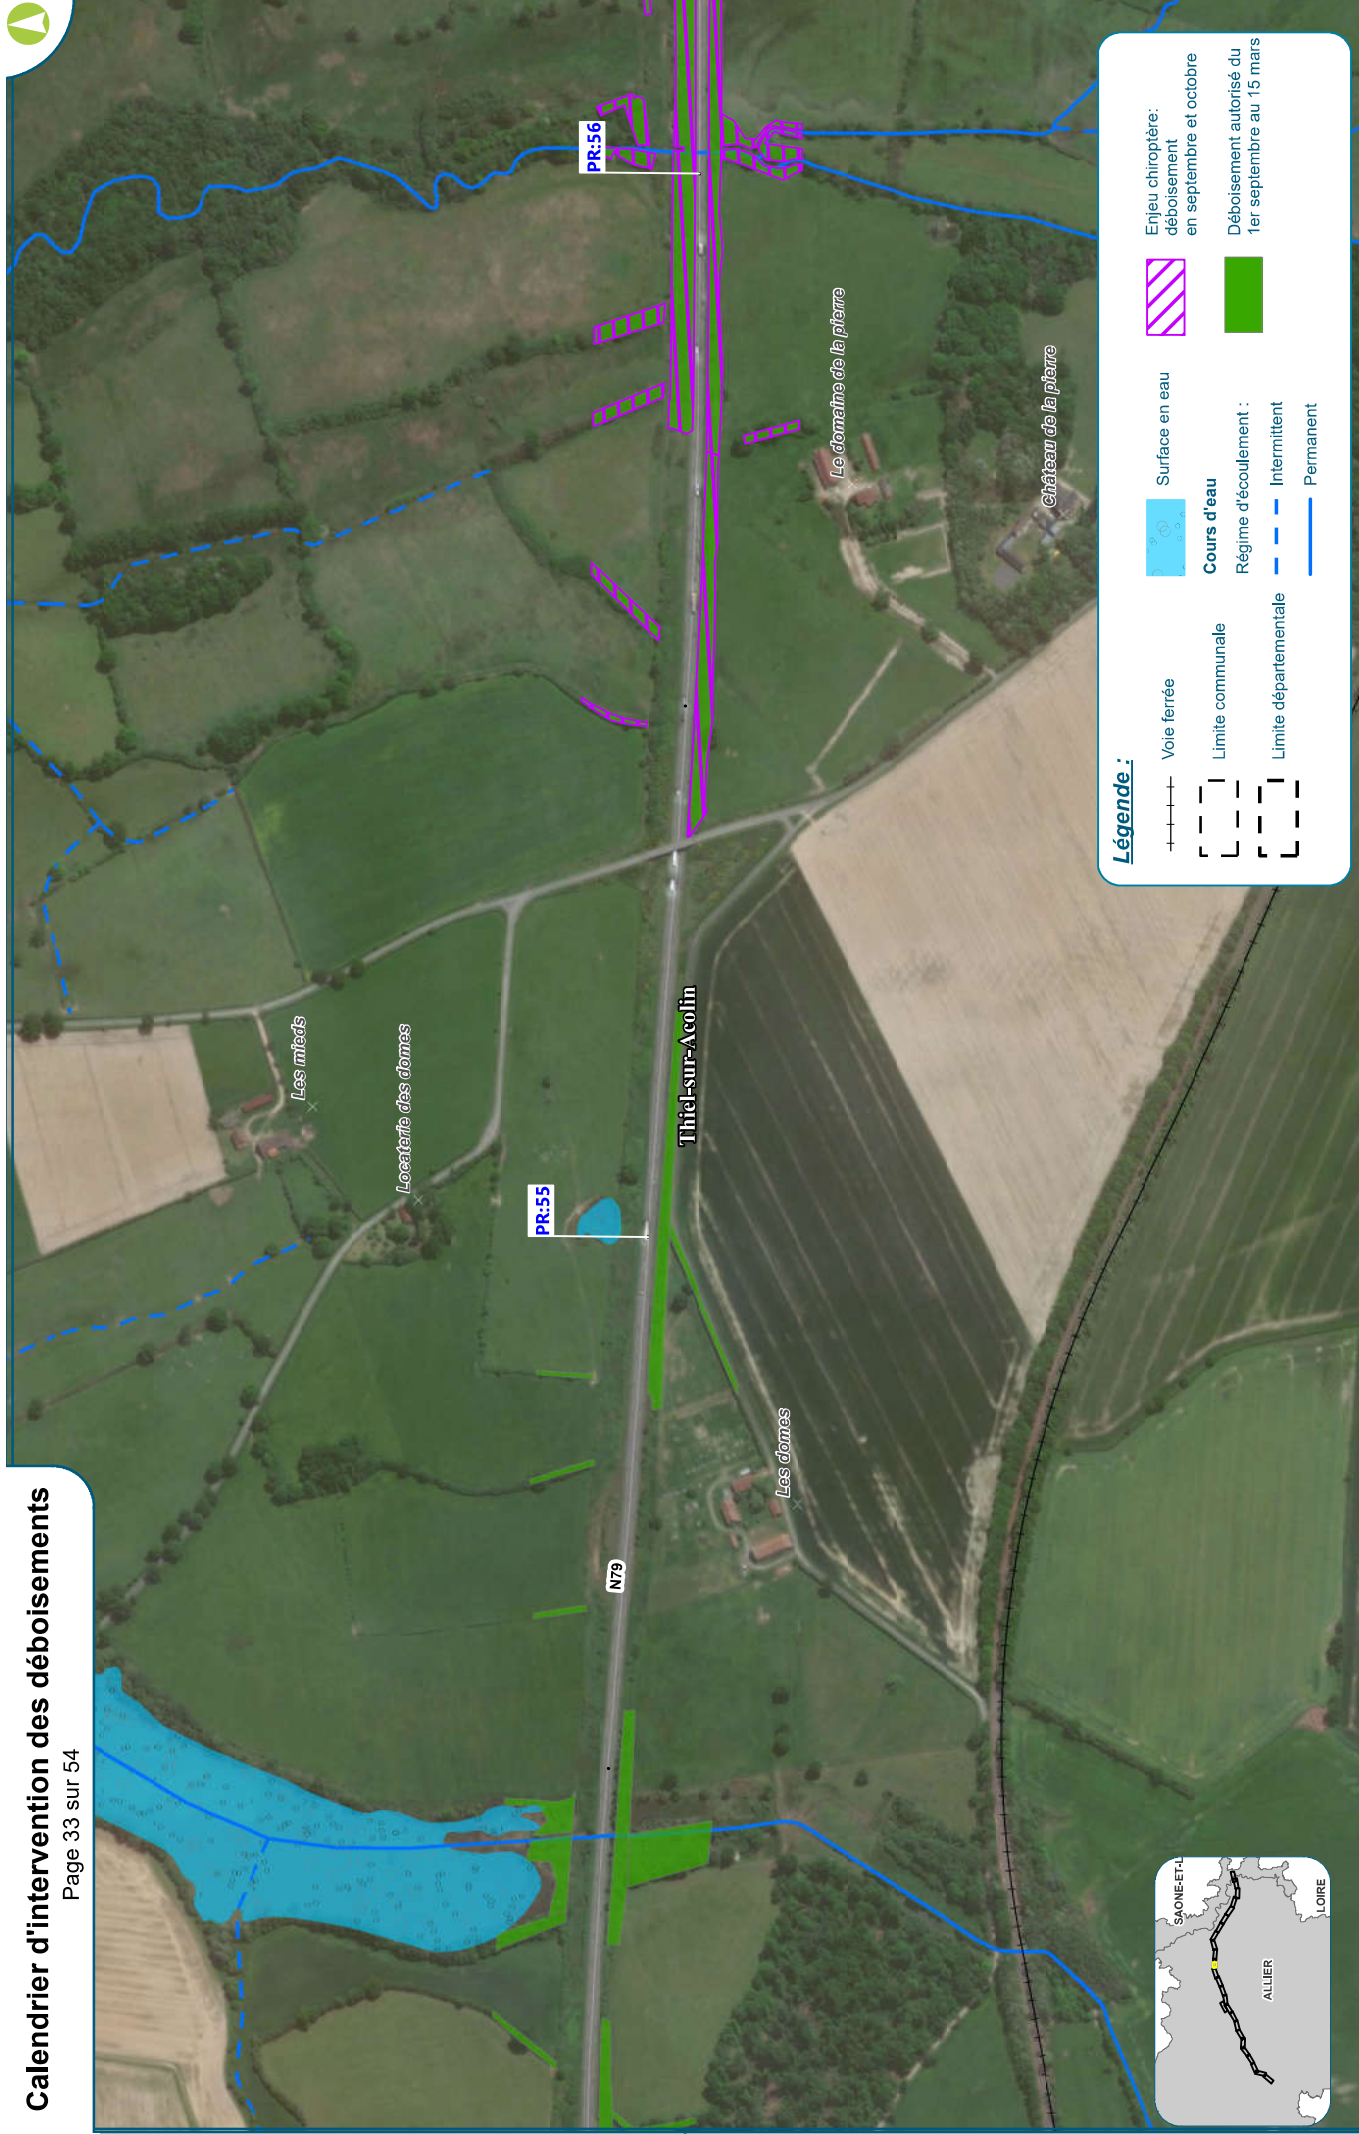 Calendrier d'intervention des déboisements
Page 33 sur 54
PR:55
PR:56
Les mieds
Locaterie des domes
Thiel-sur-Acolin
Les domes
N79
Le domaine de la pierre
Château de la pierre
Légende :
Voie ferrée
Limite communale
Limite départementale
Surface en eau
Cours d'eau
Régime d'écoulement :
Intermittent
Permanent
Enjeu chiroptère:
déboisement
en septembre et octobre
Déboisement autorisé du
1er septembre au 15 mars
SAONE-ET-L
ALLIER
LOIRE